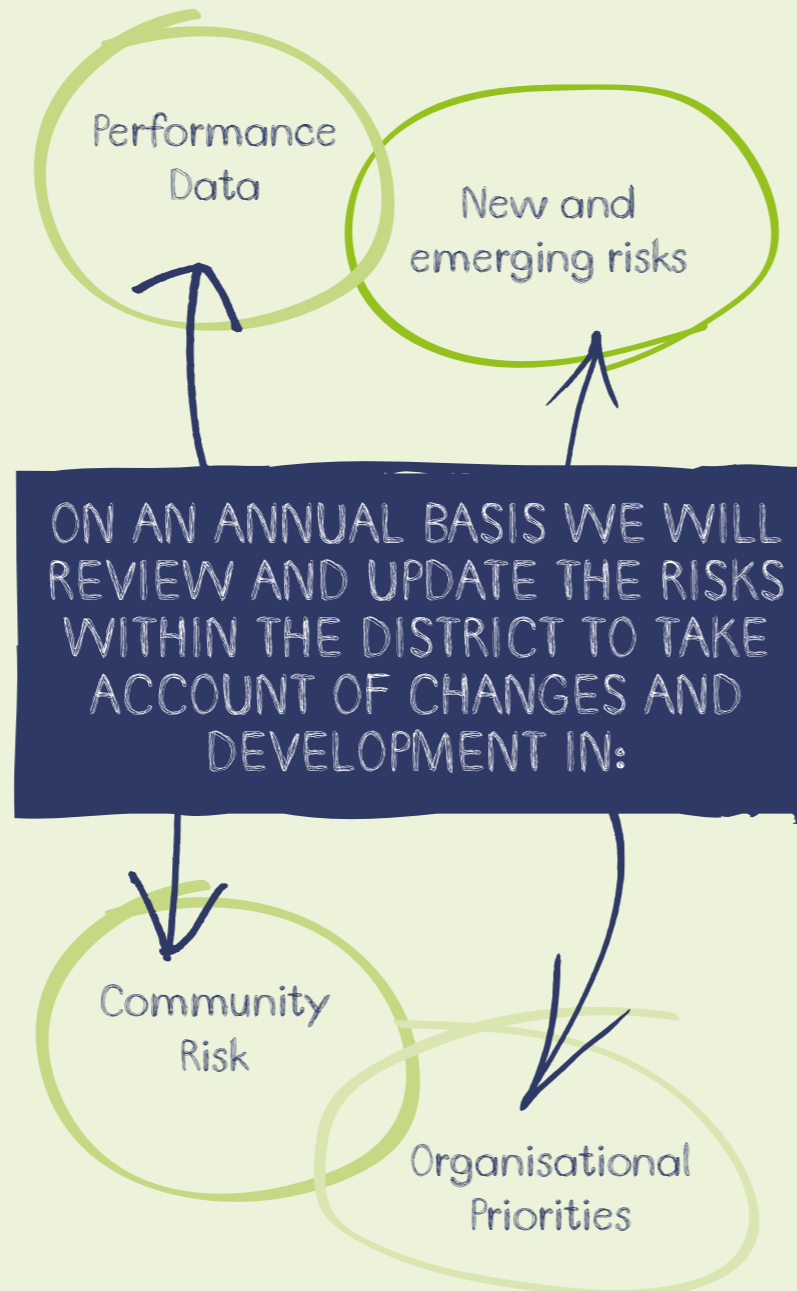 Performance
Data
New and
emerging risks
ON AN ANNUAL BASIS WE WILL
REVIEW AND UPDATE THE RISKS
WITHIN THE DISTRICT TO TAKE
ACCOUNT OF CHANGES AND
DEVELOPMENT IN:
Community
Risk
Organisational
Priorities